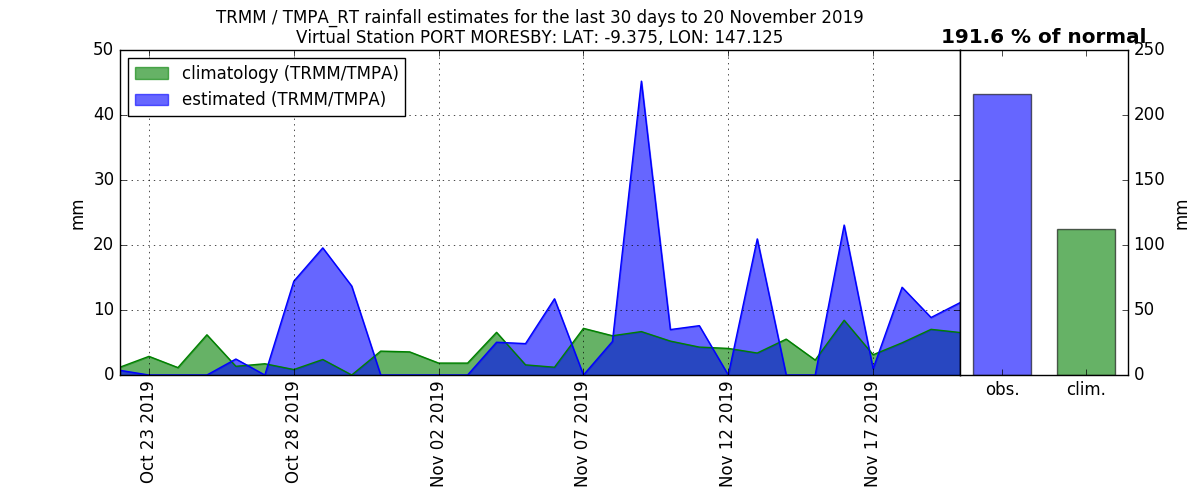 TRMM / TMPA_RT rainfall estimates for the last 30 days to 20 November 2019
Virtual Station PORT MORESBY: LAT: -9.375, LON: 147.125
191.6 % of normal
climatology (TRMM/TMPA)
estimated (TRMM/TMPA)
50
40
30
20
10
0
mm
Oct 23 2019
Oct 28 2019
Nov 02 2019
Nov 07 2019
Nov 12 2019
Nov 17 2019
obs.
clim.
250
200
150
100
50
0
mm